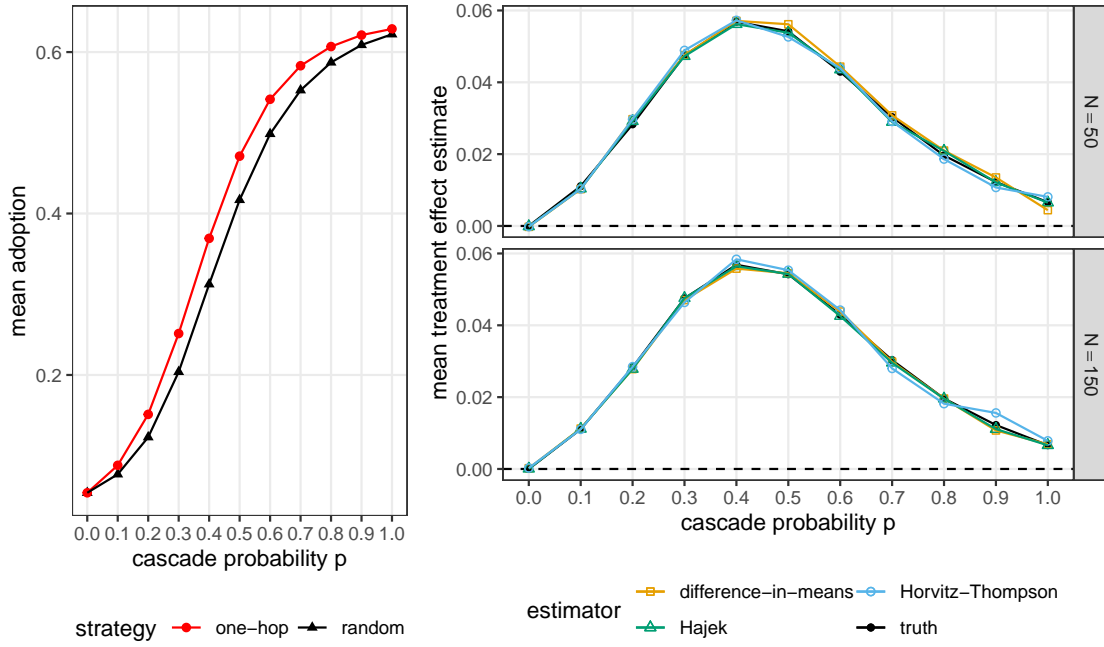 mean adoption
0.6
0.4
0.2
0.0 0.1 0.2 0.3 0.4 0.5 0.6 0.7 0.8 0.9 1.0
cascade probability p
strategy one−hop random
mean treatment effect estimate
0.06
0.04
0.02
0.00
N = 50
0.06
0.04
0.02
0.00
N = 150
0.0 0.1 0.2 0.3 0.4 0.5 0.6 0.7 0.8 0.9 1.0
cascade probability p
estimator
difference−in−means Horvitz−Thompson
Hajek truth